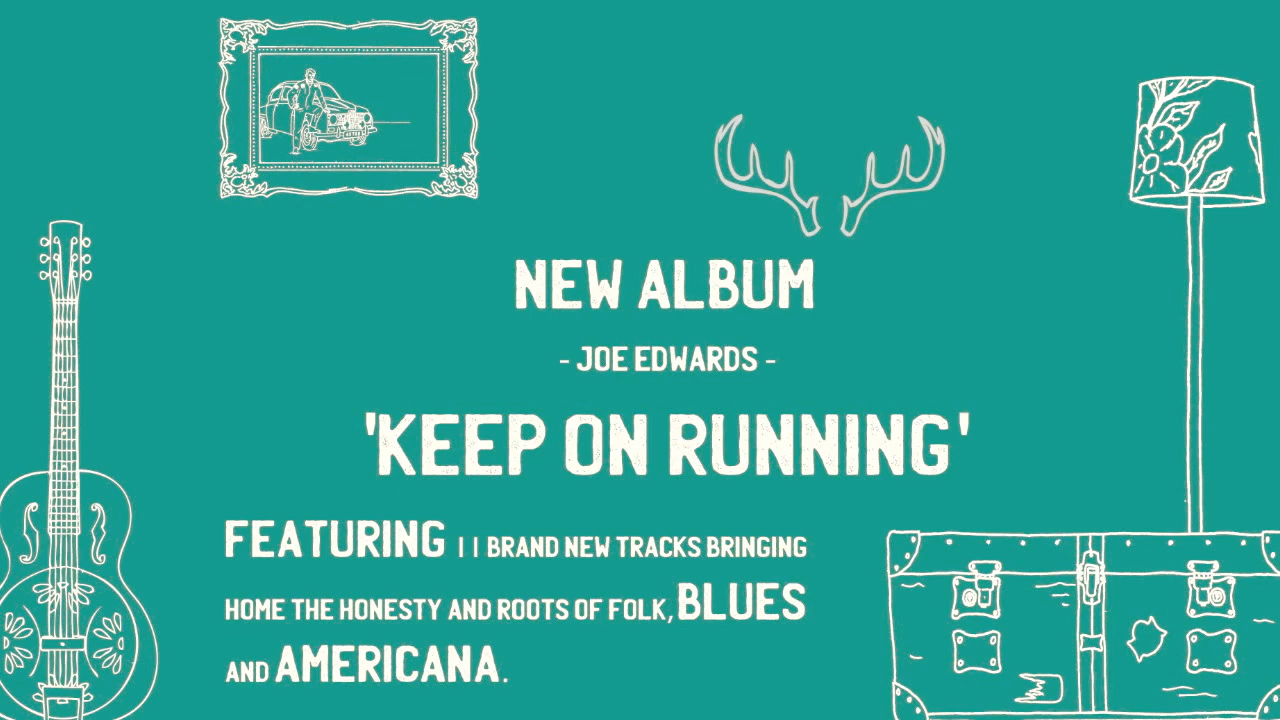 NEW ALBUM
- JOE EDWARDS -
'KEEP ON RUNNING'
FEATURING 11 BRAND NEW TRACKS BRINGING
HOME THE HONESTY AND ROOTS OF FOLK, BLUES
AND AMERICANA.